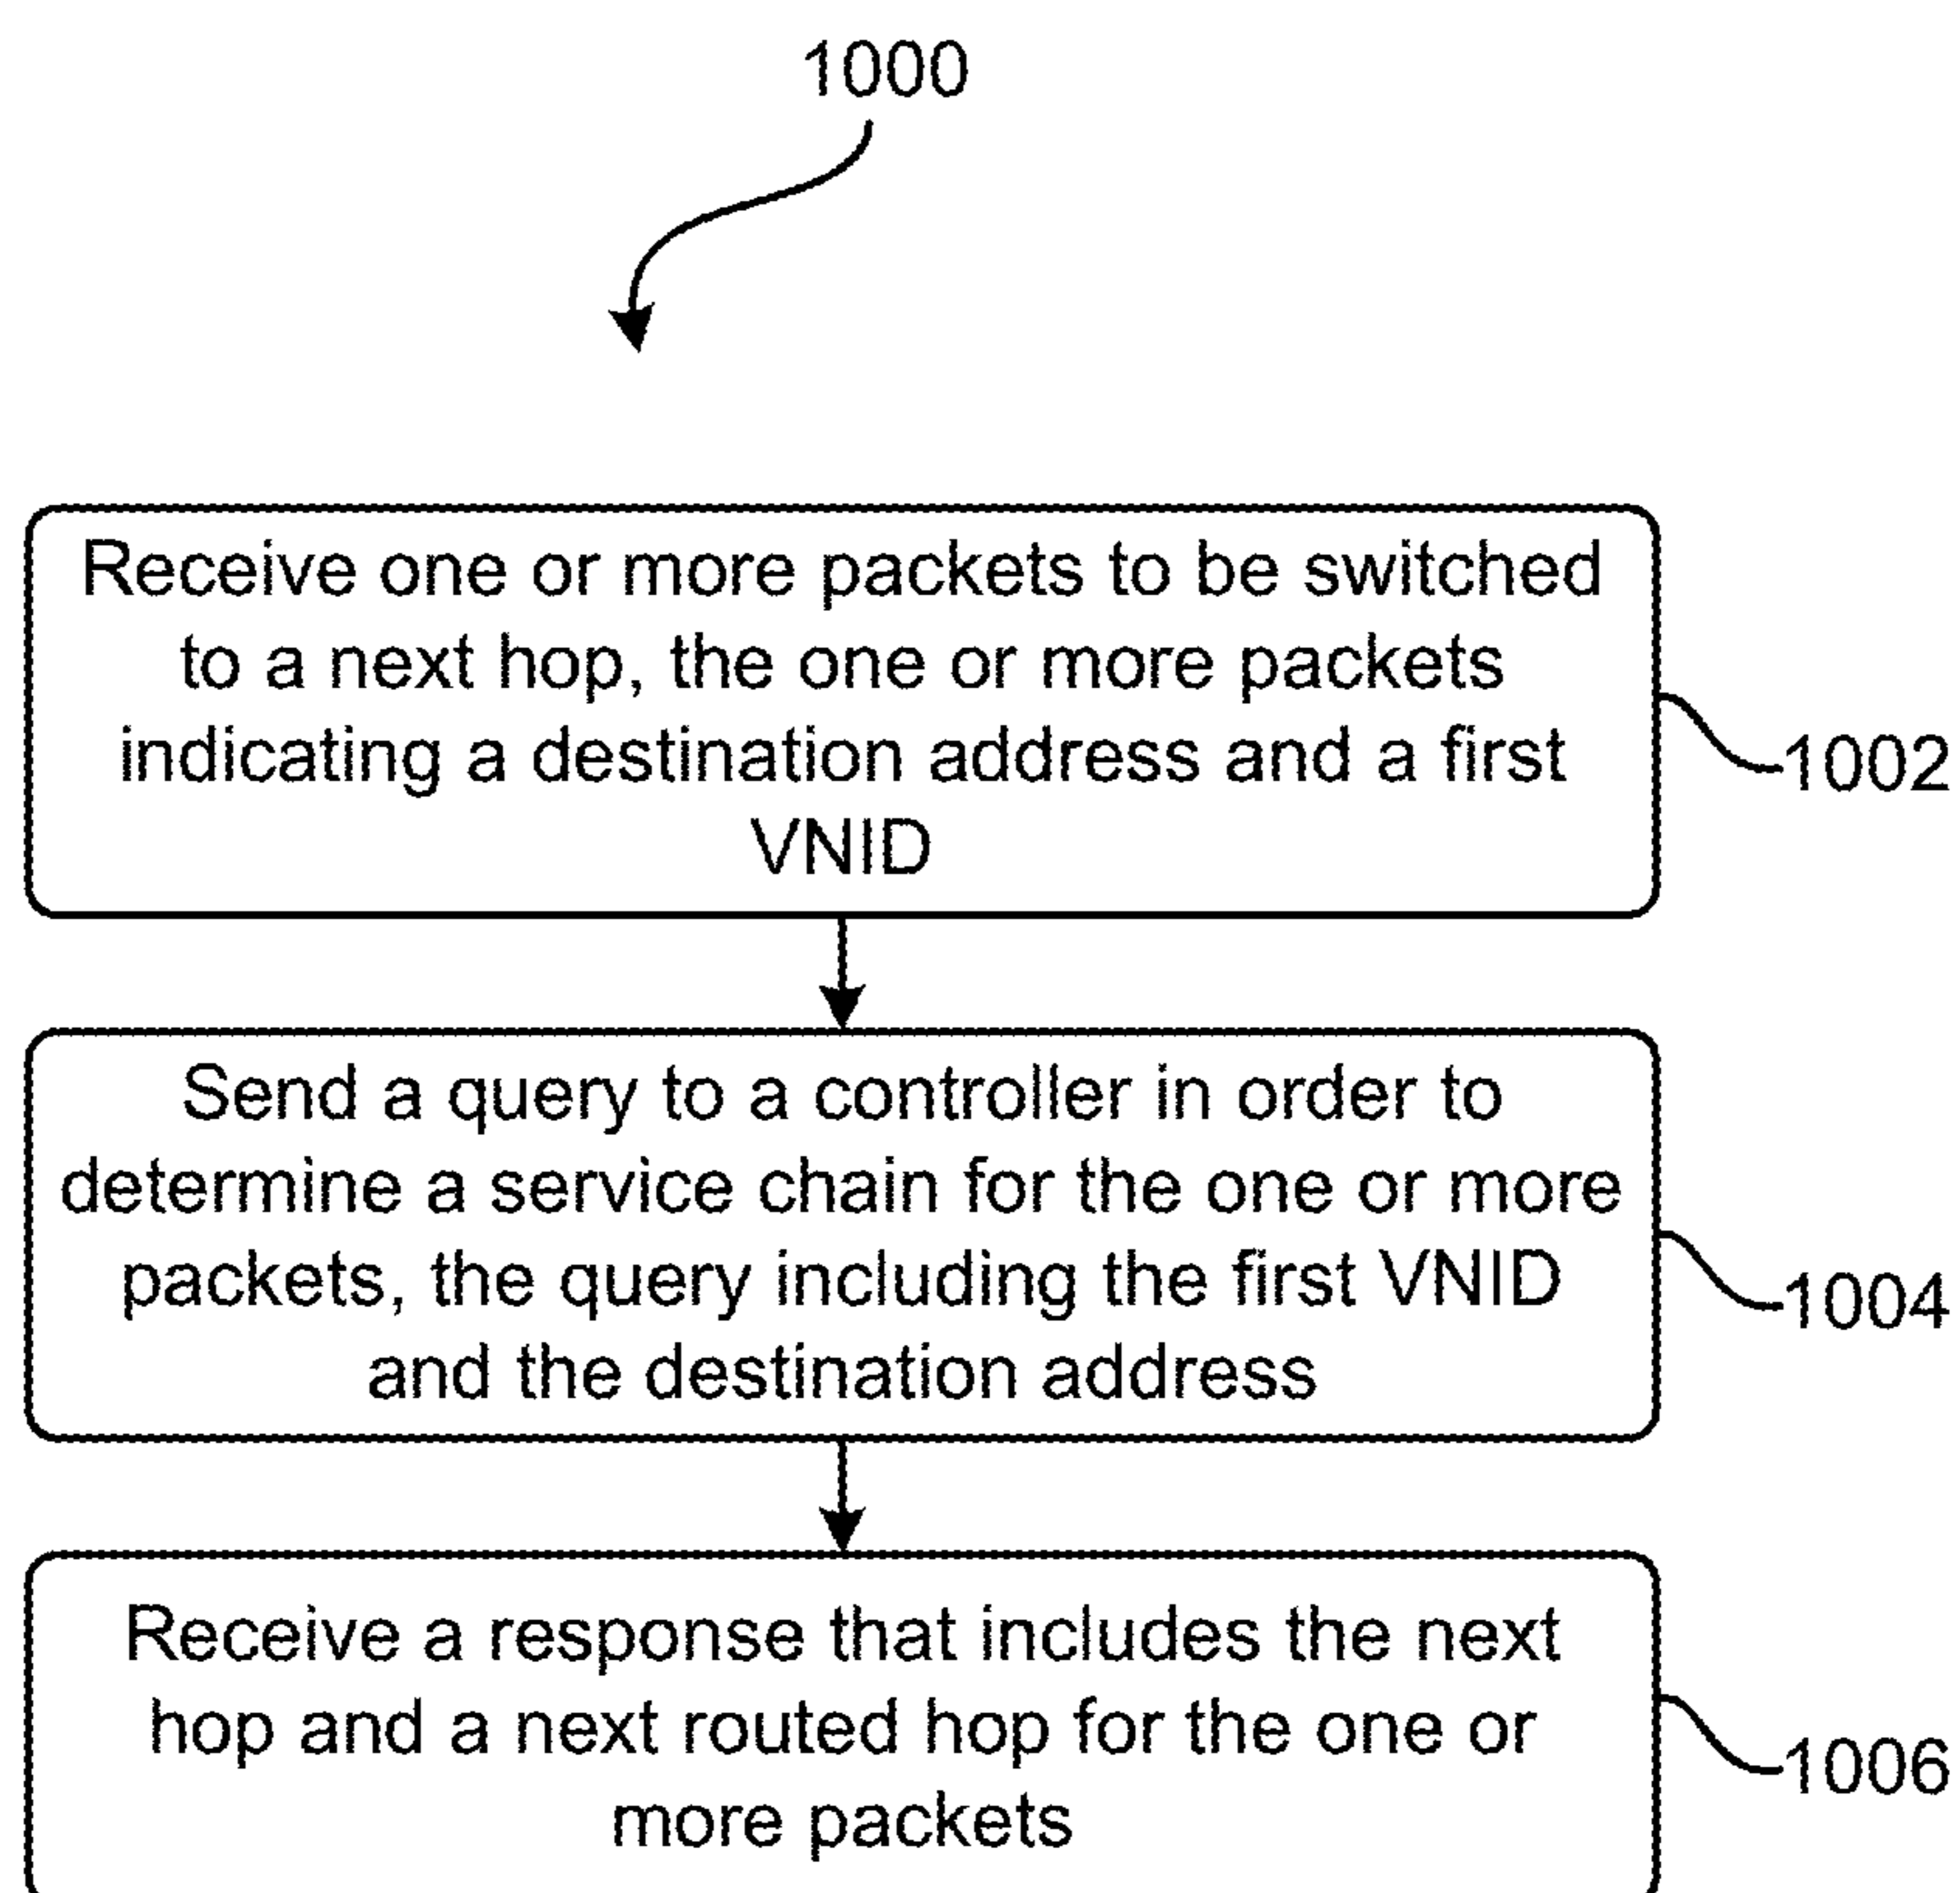 1000
Receive one or more packets to be switched
to a next hop, the one or more packets
indicating a destination address and a first
VNID
1002
Send a query to a controller in order to
determine a service chain for the one or more
packets, the query including the first VNID
and the destination address
1004
Receive a response that includes the next
hop and a next routed hop for the one or
more packets
1006